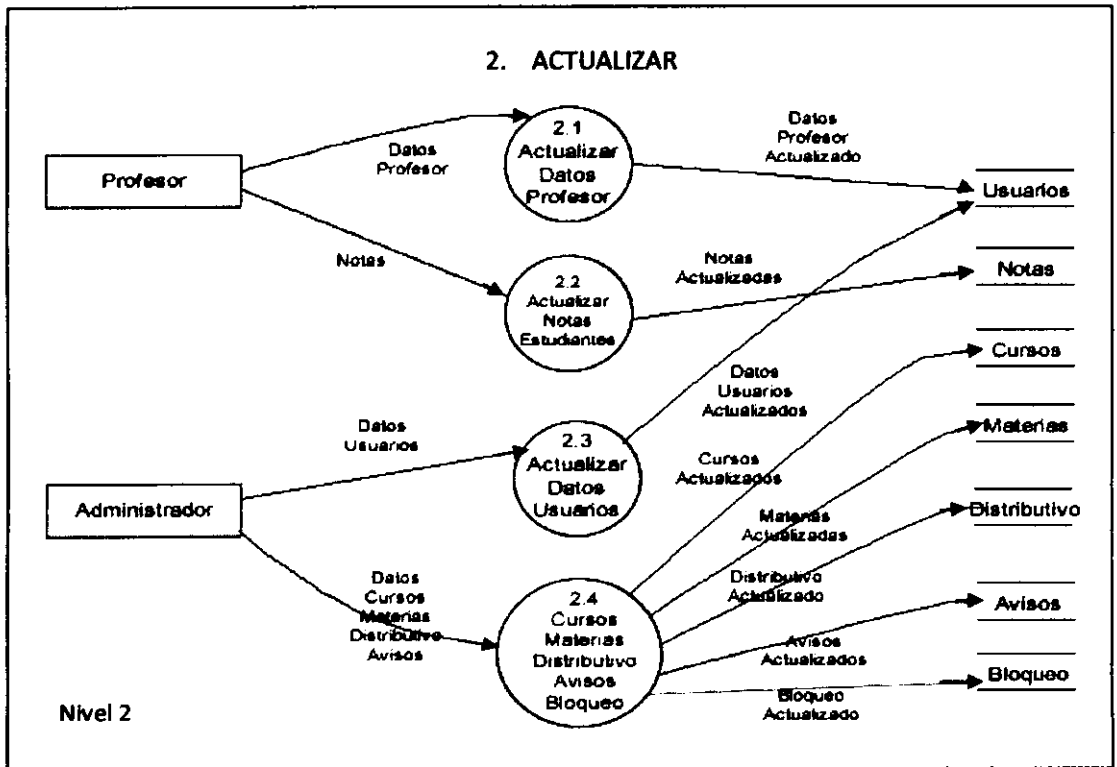 2. ACTUALIZAR
Profesor
Datos
Profesor
2.1
Actualizar
Datos
Profesor
Datos
Profesor
Actualizado
Usuarios
Notas
2.2
Actualizar
Notas
Estudiantes
Notas
Actualizadas
Notas
Cursos
Datos
Usuarios
Actualizados
Datos
Usuarios
2.3
Actualizar
Datos
Usuarios
Cursos
Actualizados
Materias
Administrador
Materias
Actualizadas
Distributivo
Datos
Cursos
Materias
Distributivo
Avisos
2.4
Cursos
Materias
Distributivo
Avisos
Bloqueo
Distributivo
Actualizado
Avisos
Avisos
Actualizados
Bloqueo
Bloqueo
Actualizado
Nivel 2